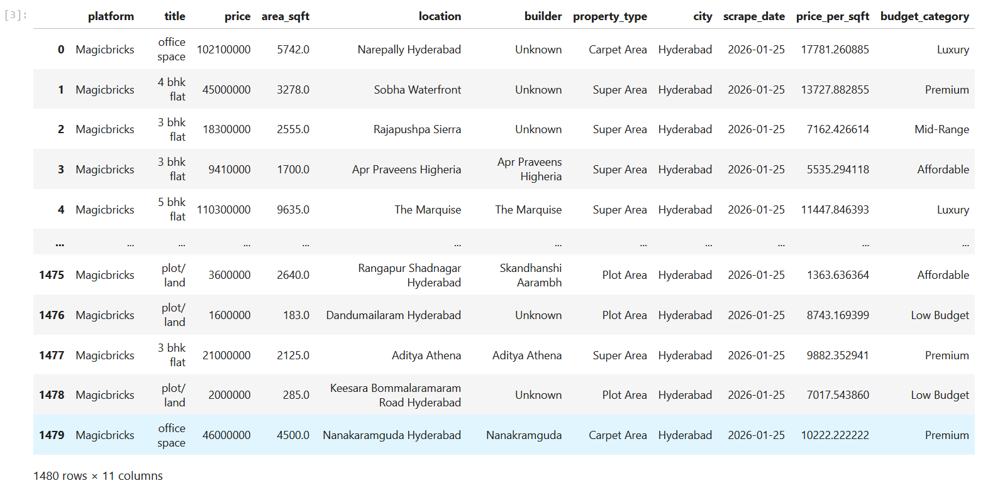 [3]:
platform title price area_sqft location builder property_type city scrape_date price_per_sqft budget_category
0 Magicbricks office space 102100000 5742.0 Narepally Hyderabad Unknown Carpet Area Hyderabad 2026-01-25 17781.260885 Luxury
1 Magicbricks 4 bhk flat 45000000 3278.0 Sobha Waterfront Unknown Super Area Hyderabad 2026-01-25 13727.882855 Premium
2 Magicbricks 3 bhk flat 18300000 2555.0 Rajapushpa Sierra Unknown Super Area Hyderabad 2026-01-25 7162.426614 Mid-Range
3 Magicbricks 3 bhk flat 9410000 1700.0 Apr Praveens Higheria Apr Praveens Higheria Super Area Hyderabad 2026-01-25 5535.294118 Affordable
4 Magicbricks 5 bhk flat 110300000 9635.0 The Marquise The Marquise Super Area Hyderabad 2026-01-25 11447.846393 Luxury
... ... ... ... ... ... ... ... ... ... ... ...
1475 Magicbricks plot/ land 3600000 2640.0 Rangapur Shadnagar Hyderabad Skandhanshi Aarambh Plot Area Hyderabad 2026-01-25 1363.636364 Affordable
1476 Magicbricks plot/ land 1600000 183.0 Dandumailaram Hyderabad Unknown Plot Area Hyderabad 2026-01-25 8743.169399 Low Budget
1477 Magicbricks 3 bhk flat 21000000 2125.0 Aditya Athena Aditya Athena Super Area Hyderabad 2026-01-25 9882.352941 Premium
1478 Magicbricks plot/ land 2000000 285.0 Keesara Bommalaramaram Road Hyderabad Unknown Plot Area Hyderabad 2026-01-25 7017.543860 Low Budget
1479 Magicbricks office space 46000000 4500.0 Nanakaramguda Hyderabad Nanakramguda Carpet Area Hyderabad 2026-01-25 10222.222222 Premium
1480 rows × 11 columns